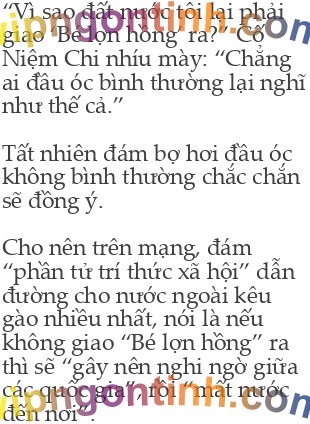 “Vì sao đất nước tôi lại phải
giao ‘Bé lợn hồng’ ra?” Cố
Niệm Chi nhíu mày: “Chẳng
ai đầu óc bình thường lại nghĩ
như thế cả.”
Tất nhiên đám bợ hơi đầu óc
không bình thường chắc chắn
sẽ đồng ý.
Cho nên trên mạng, đám
“phần tử trí thức xã hội” dẫn
đường cho nước ngoài kêu
gào nhiều nhất, nói là nếu
không giao “Bé lợn hồng” ra
thì sẽ “gây nên nghi ngờ giữa
các quốc gia”, rồi “mất nước
đến nơi”.
vipngontinh.com
vipngontinh.com